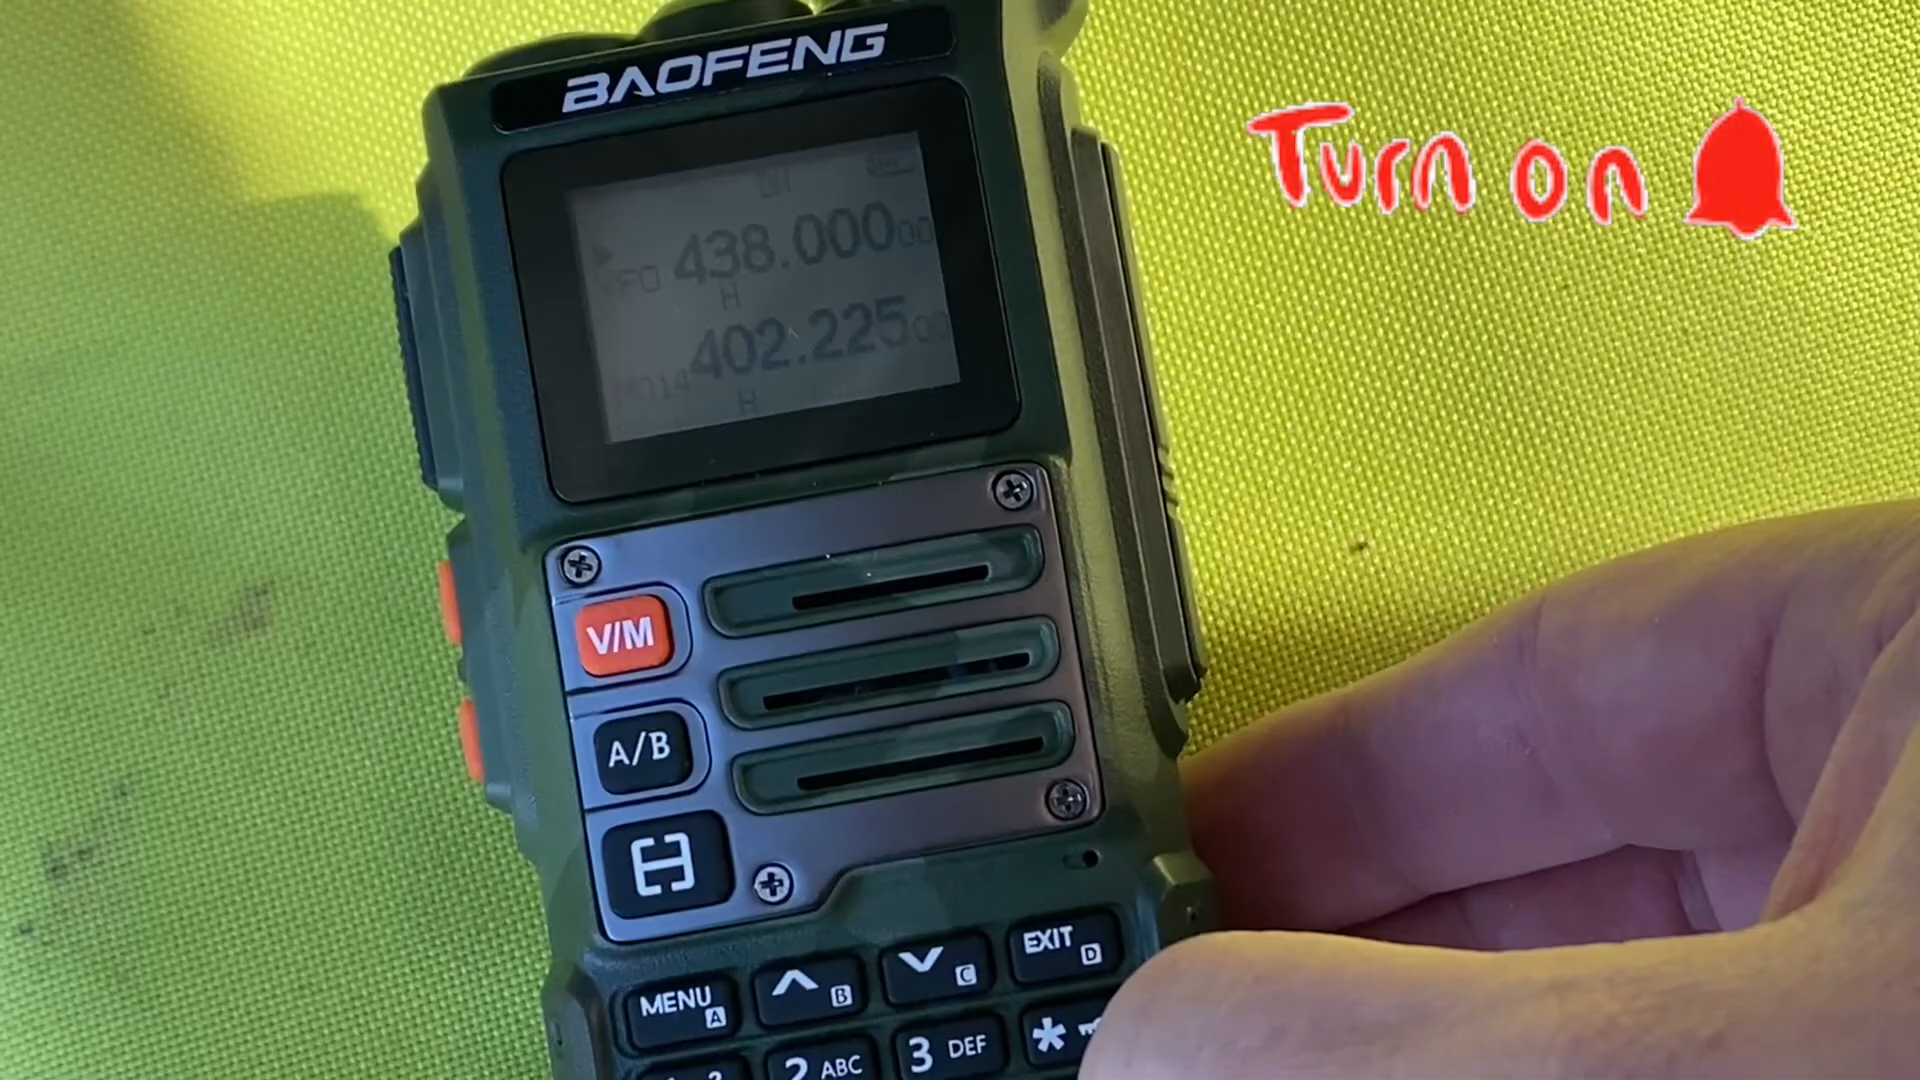 BAOFENG
Turn on
438.00000
VFO
H
402.22500
M014
H
V/M
A/B
MENU A
B
C
EXIT D
2 ABC
3 DEF
*